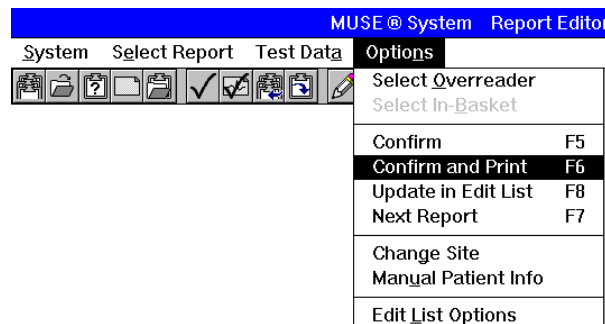 MUSE ® System Report Editor
System Select Report Test Data Options
Select Overreader
Select In-Basket
Confirm F5
Confirm and Print F6
Update in Edit List F8
Next Report F7
Change Site
Manual Patient Info
Edit List Options